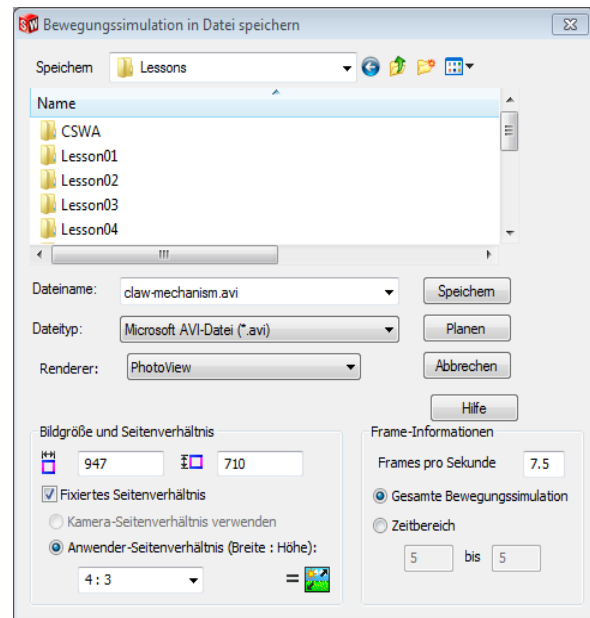 SW Bewegungssimulation in Datei speichern
Speichern Lessons
Name
CSWA
Lesson01
Lesson02
Lesson03
Lesson04
Dateiname: claw-mechanism.avi Speichern
Dateityp: Microsoft AVI-Datei (*.avi) Planen
Renderer: PhotoView Abbrechen
Hilfe
Bildgröße und Seitenverhältnis Frame-Informationen
947 710 Frames pro Sekunde 7.5
Fixiertes Seitenverhältnis Gesamte Bewegungssimulation
Kamera-Seitenverhältnis verwenden Zeitbereich
Anwender-Seitenverhältnis (Breite : Höhe): 5 bis 5
4 : 3 =